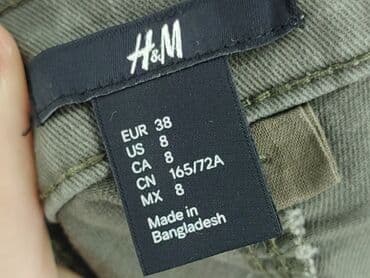 H&M
EUR 38
US 8
CA 8
CN 165/72A
MX 8
Made in
Bangladesh